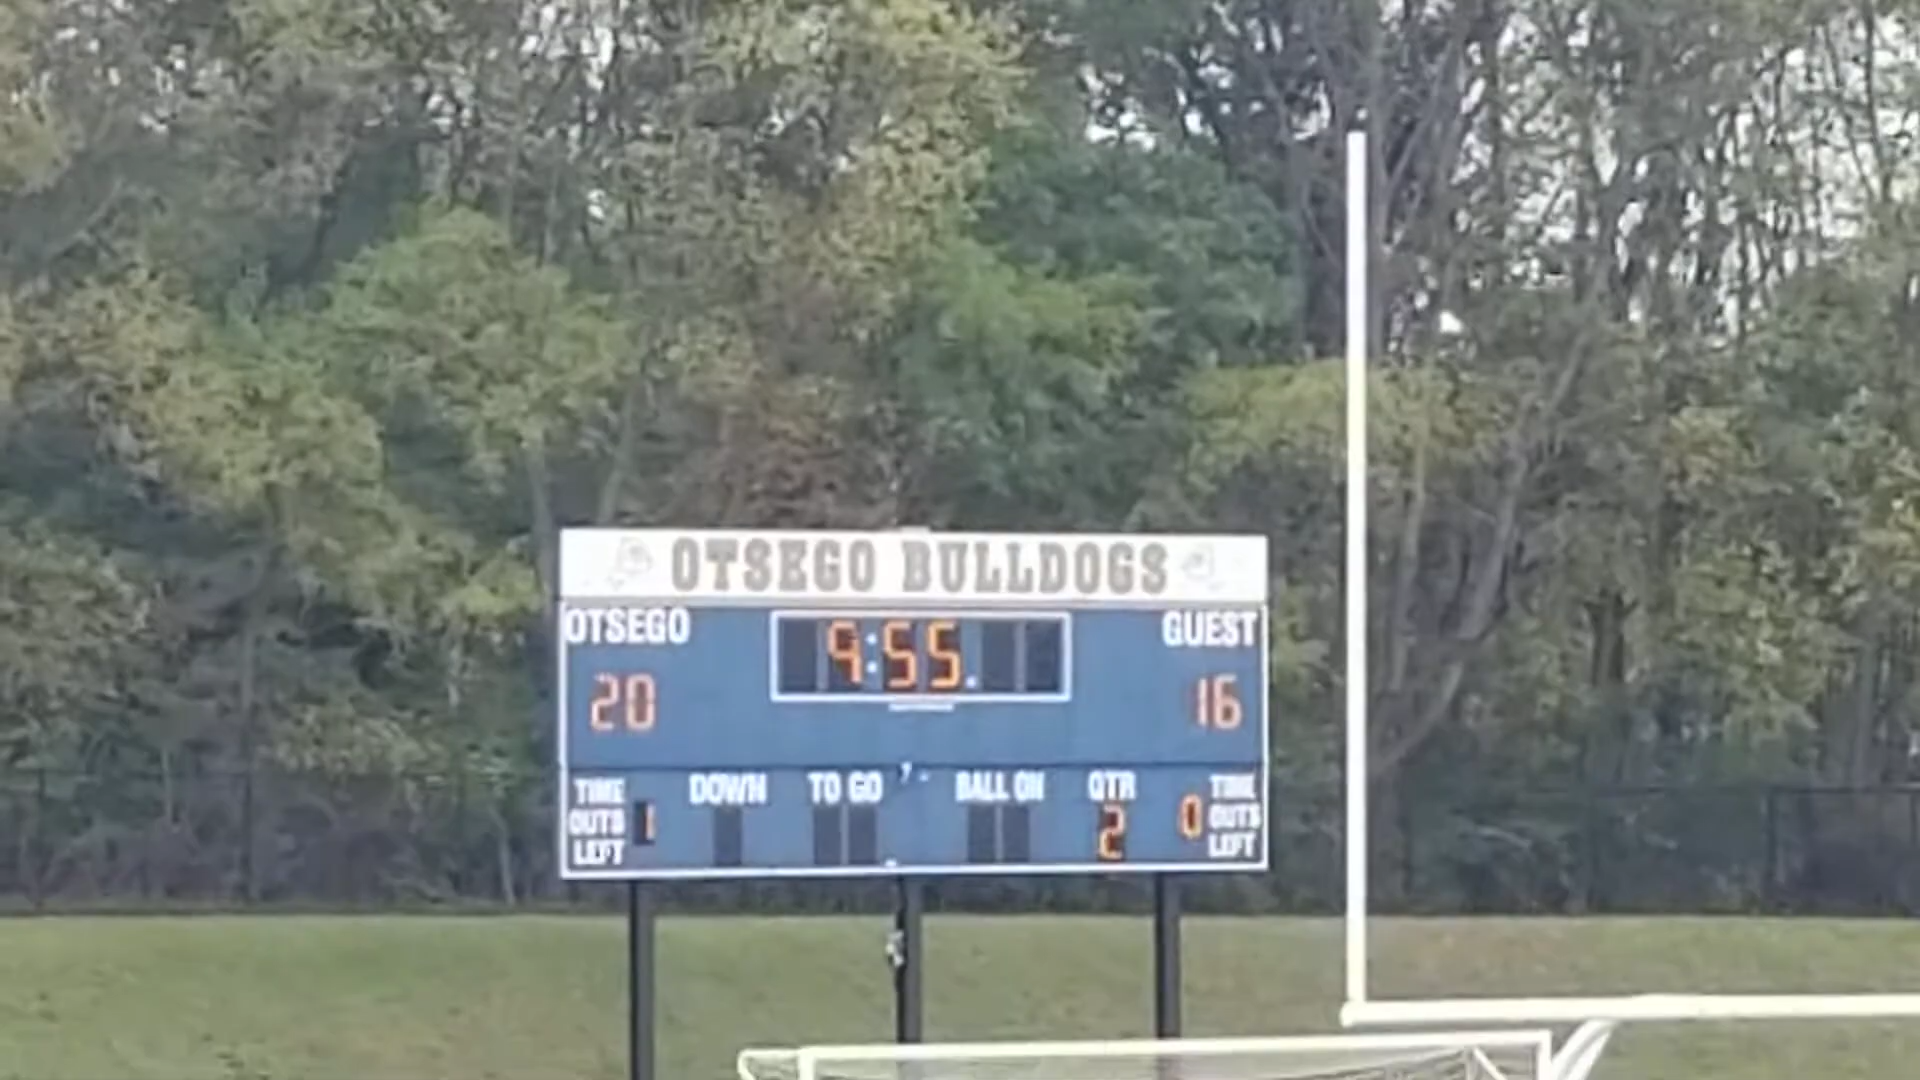 OTSEGO BULLDOGS
OTSEGO 9:55. GUEST
20 16
TIME OUTS LEFT 1 DOWN TO GO BALL ON QTR 2 0 TIME OUTS LEFT